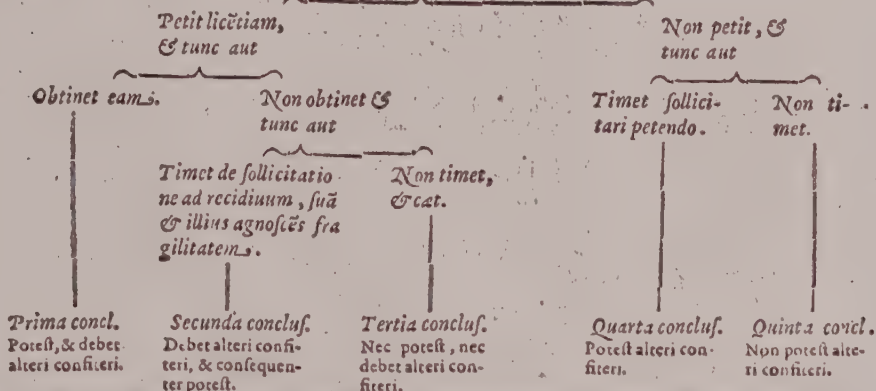 Petit licẽtiam,
& tunc aut
Non petit, &
tunc aut
Obtinet eam.
Non obtinet &
tunc aut
Timet ſollici-
tari petendo.
Non ti-
met.
Timet de ſollicitatio
ne ad recidiuum, ſuã
& illius agnoſcẽs fra
gilitatem.
Non timet,
& cæt.
Prima concl.
Poteſt, & debet
alteri confiteri.
Secunda concluſ.
Debet alteri confi-
teri, & conſequen-
ter poteſt.
Tertia concluſ.
Nec poteſt, nec
debet alteri con-
fiteri.
Quarta concluſ.
Poteſt alteri con-
fiteri.
Quinta concl.
Non poteſt alte-
ri confiteri.